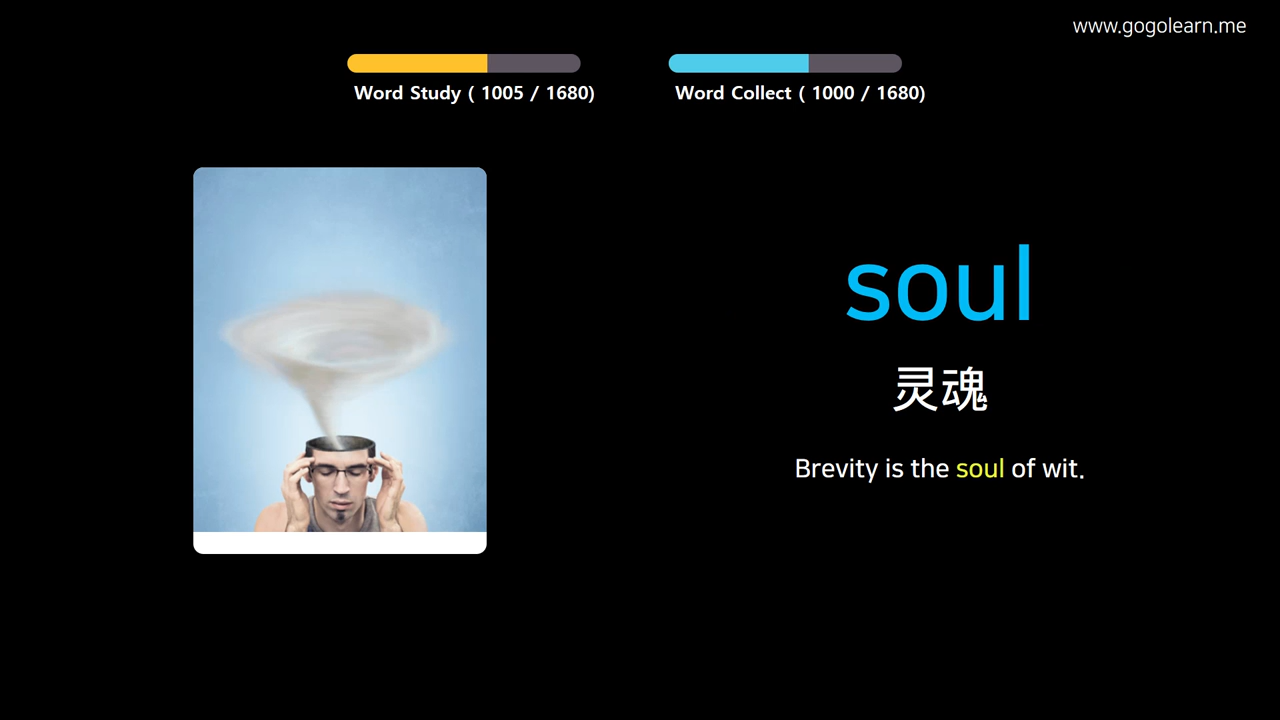 www.gogolearn.me
Word Study ( 1005 / 1680)
Word Collect ( 1000 / 1680)
soul
灵魂
Brevity is the soul of wit.